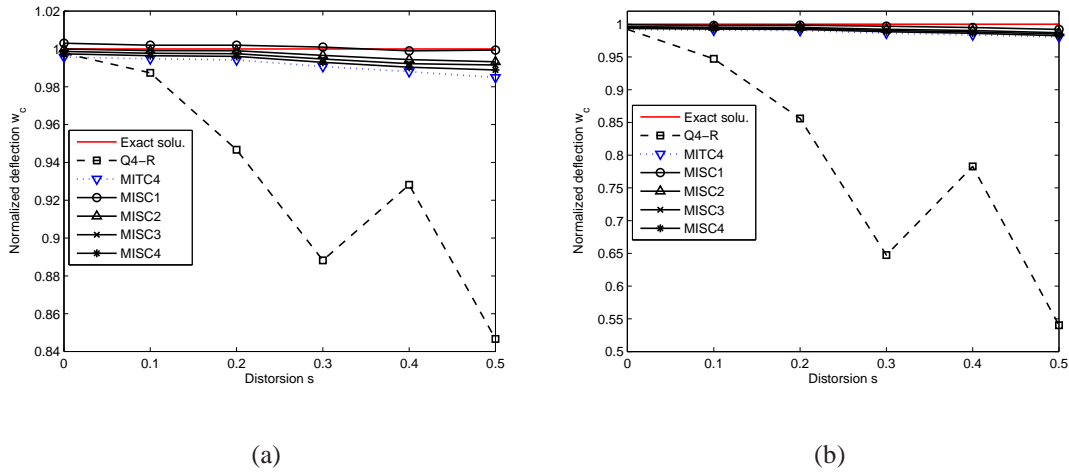 1.02
1
0.98
0.96
0.94
0.92
0.9
0.88
0.86
0.84
Normalized deflection w_c
0 0.1 0.2 0.3 0.4 0.5
Distorsion s
Exact solu.
Q4−R
MITC4
MISC1
MISC2
MISC3
MISC4
(a)
1
0.95
0.9
0.85
0.8
0.75
0.7
0.65
0.6
0.55
0.5
Normalized deflection w_c
0 0.1 0.2 0.3 0.4 0.5
Distorsion s
Exact solu.
Q4−R
MITC4
MISC1
MISC2
MISC3
MISC4
(b)